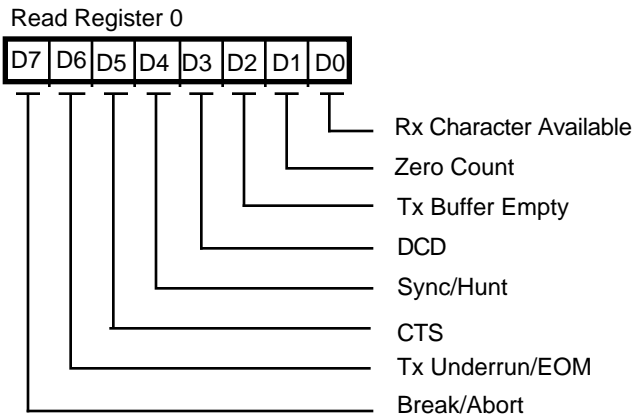 Read Register 0
D7 D6 D5 D4 D3 D2 D1 D0
Rx Character Available
Zero Count
Tx Buffer Empty
DCD
Sync/Hunt
CTS
Tx Underrun/EOM
Break/Abort